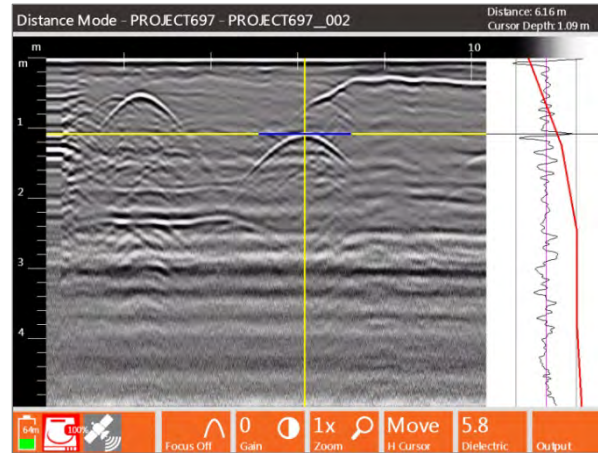 Distance Mode - PROJECT697 - PROJECT697__002
Distance: 6.16 m
Cursor Depth: 1.09 m
m
10
m
1
2
3
4
64m
100%
Focus Off
0
Gain
1x
Zoom
Move
H Cursor
5.8
Dielectric
Output